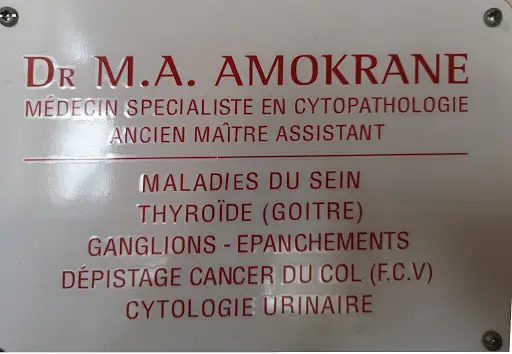 DR M.A. AMOKRANE
MÉDECIN SPECIALISTE EN CYTOPATHOLOGIE
ANCIEN MAÎTRE ASSISTANT
MALADIES DU SEIN
THYROÏDE (GOITRE)
GANGLIONS - EPANCHEMENTS
DÉPISTAGE CANCER DU COL (F.C.V)
CYTOLOGIE URINAIRE